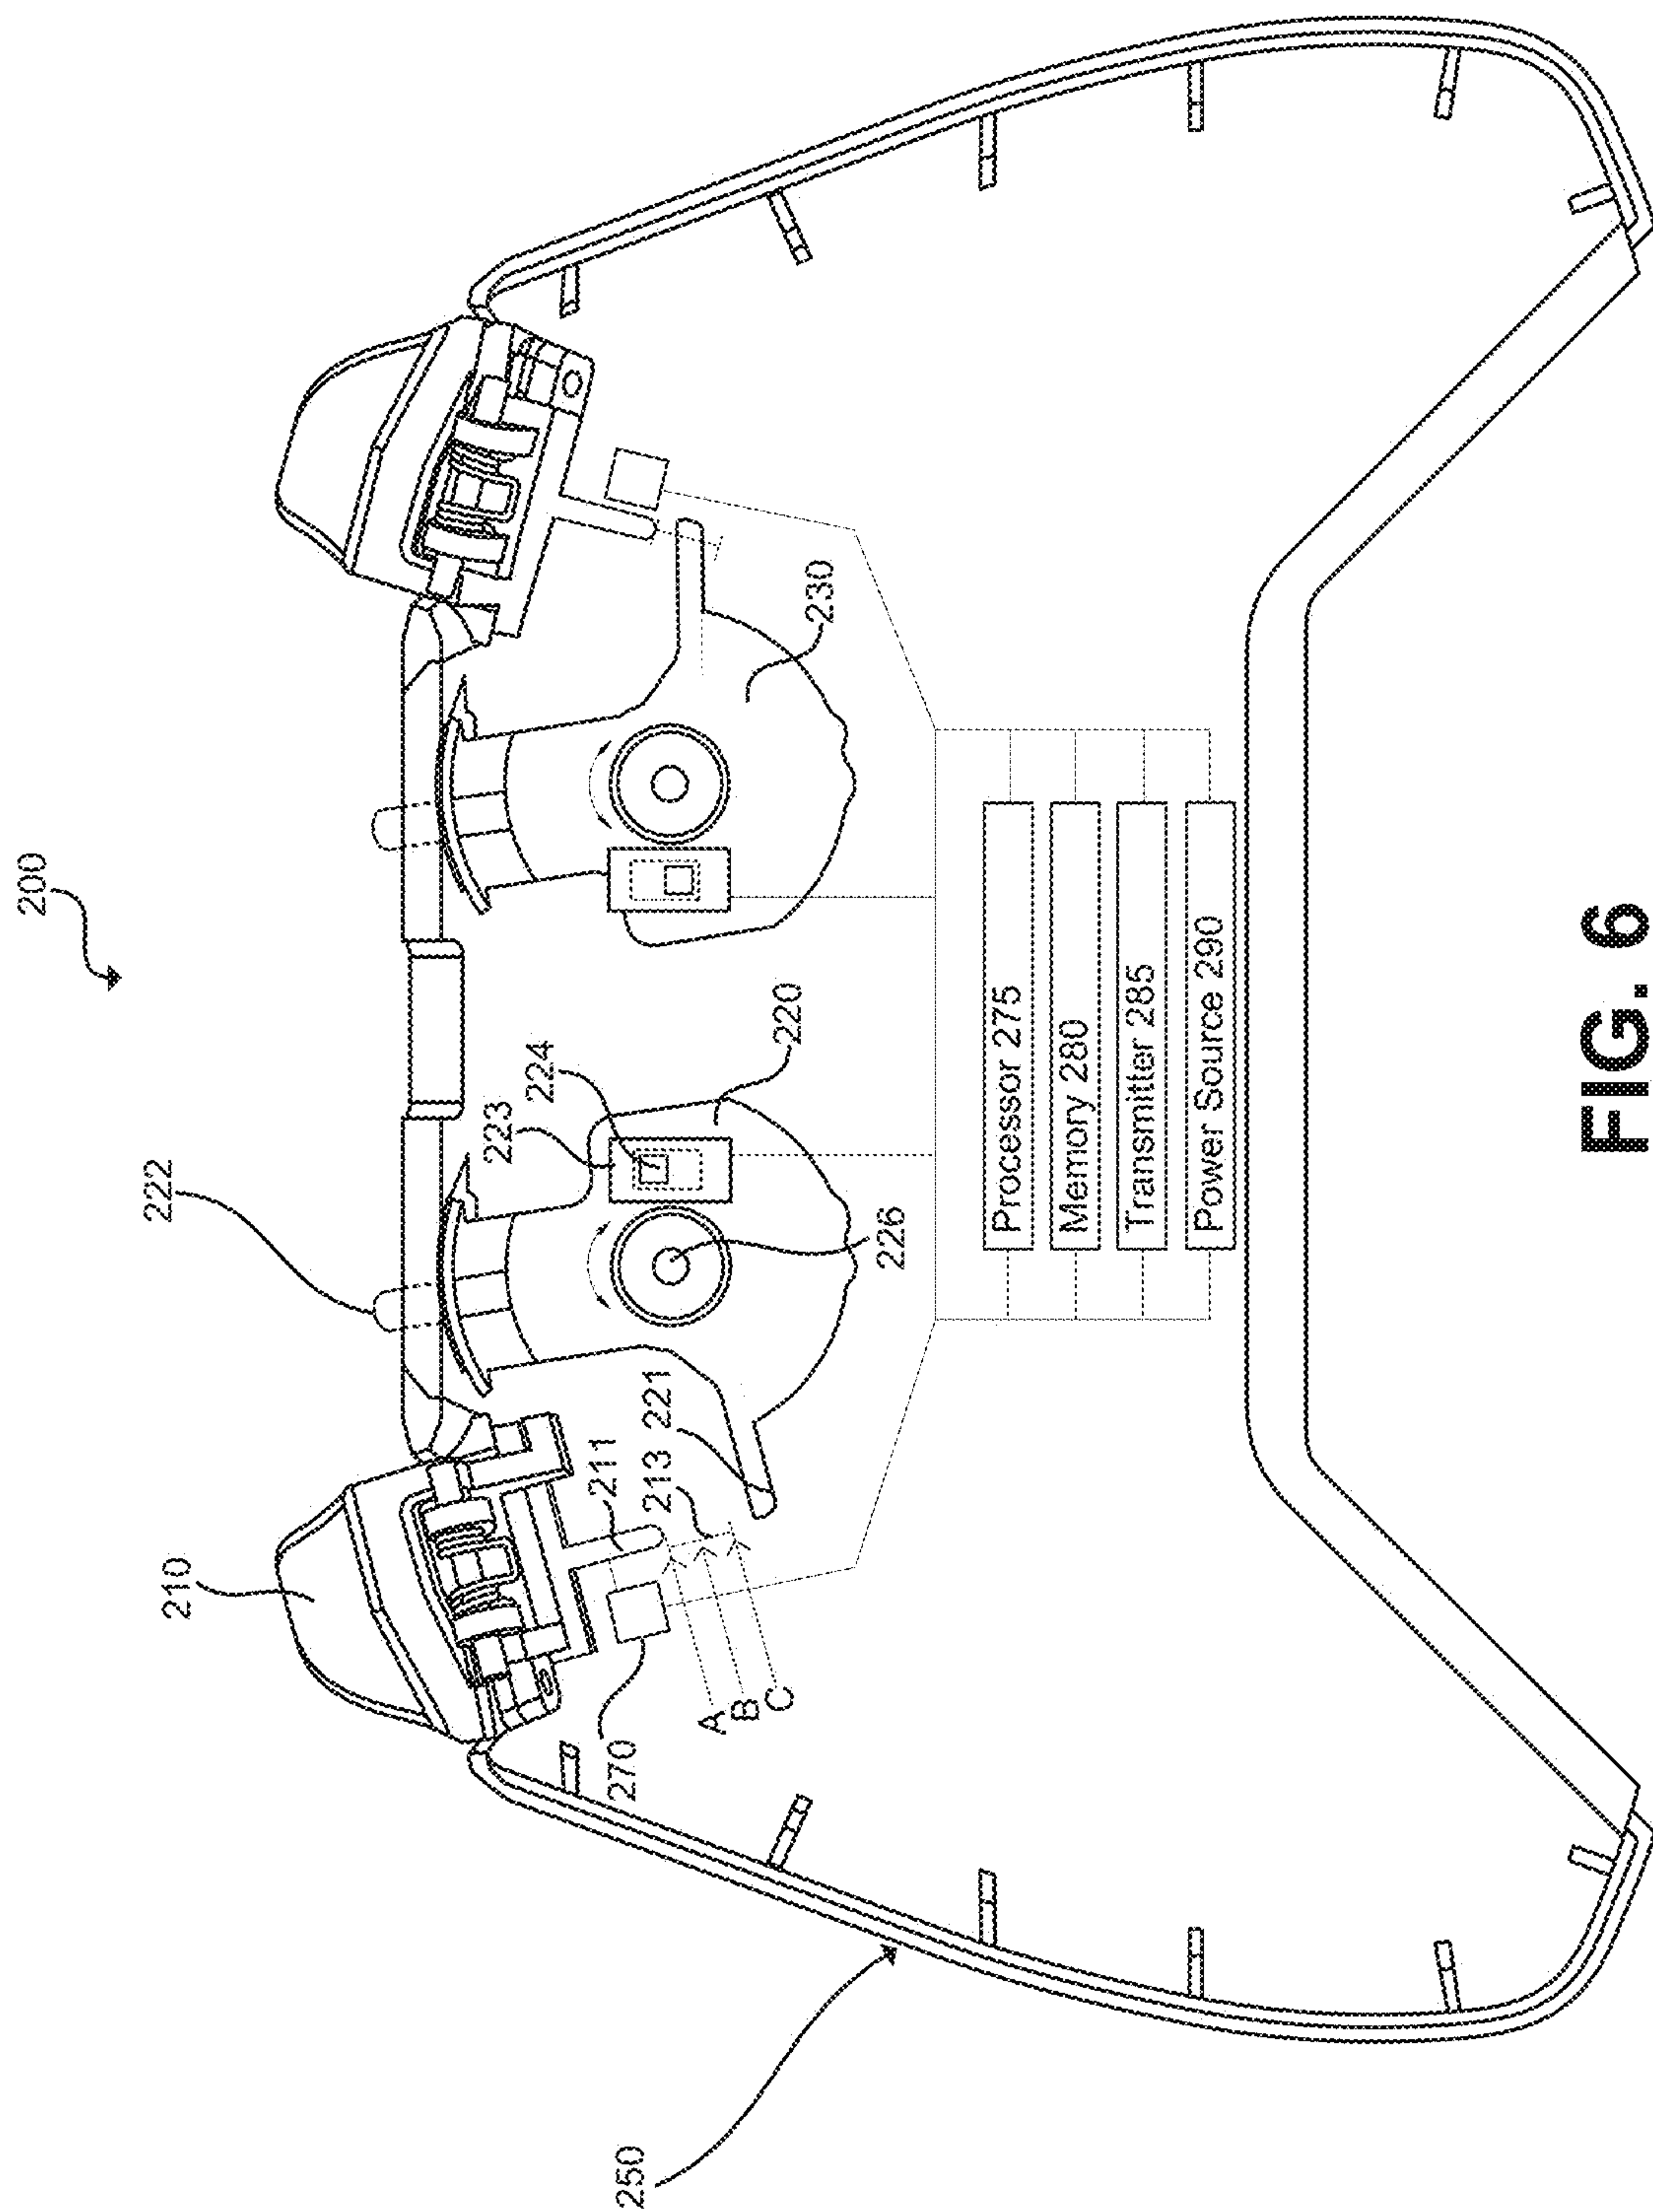 200
222
210
223
224
220
230
211
213
221
226
270
A
B
C
250
Processor 275
Memory 280
Transmitter 285
Power Source 290
FIG. 6